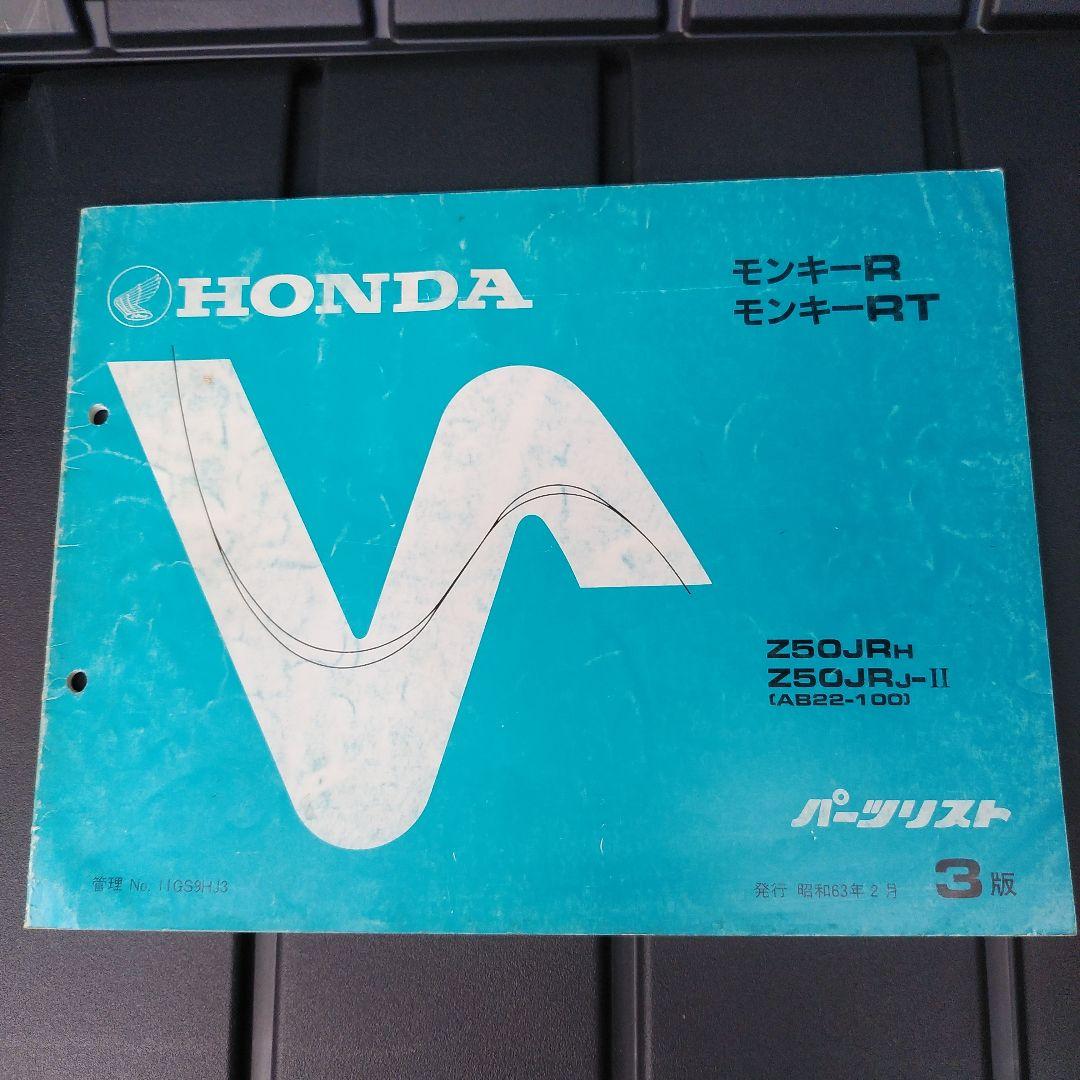 HONDA
モンキーR
モンキーRT
Z50JRH
Z50JRJ-II
(AB22-100)
パーツリスト
管理 No. 11GS9HJ3
発行 昭和63年2月 3版